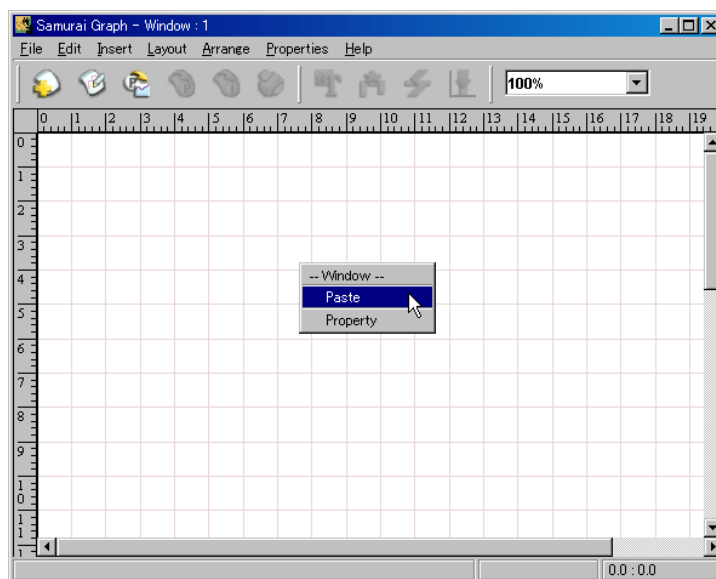 Samurai Graph - Window : 1
File Edit Insert Layout Arrange Properties Help
100%
0 1 2 3 4 5 6 7 8 9 10 11 12 13 14 15 16 17 18 19
0
1
2
3
4
-- Window --
Paste
5
Property
6
7
8
9
10
11
0.0 : 0.0